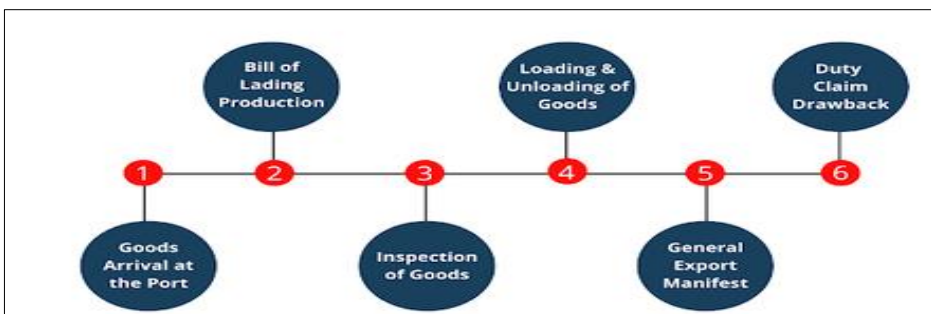 Bill of
Lading
Production
Loading &
Unloading of
Goods
Duty
Claim
Drawback
1
2
3
4
5
6
Goods
Arrival at
the Port
Inspection
of Goods
General
Export
Manifest